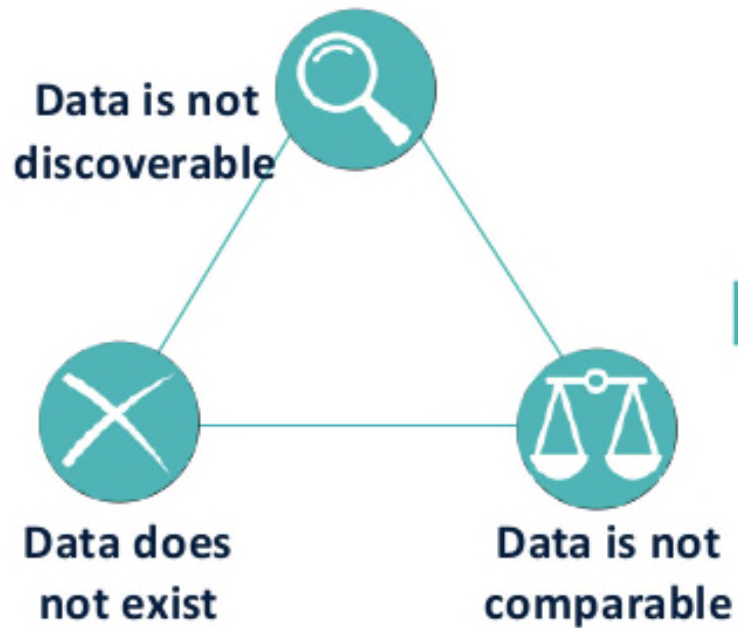 Data is not
discoverable
Data does
not exist
Data is not
comparable